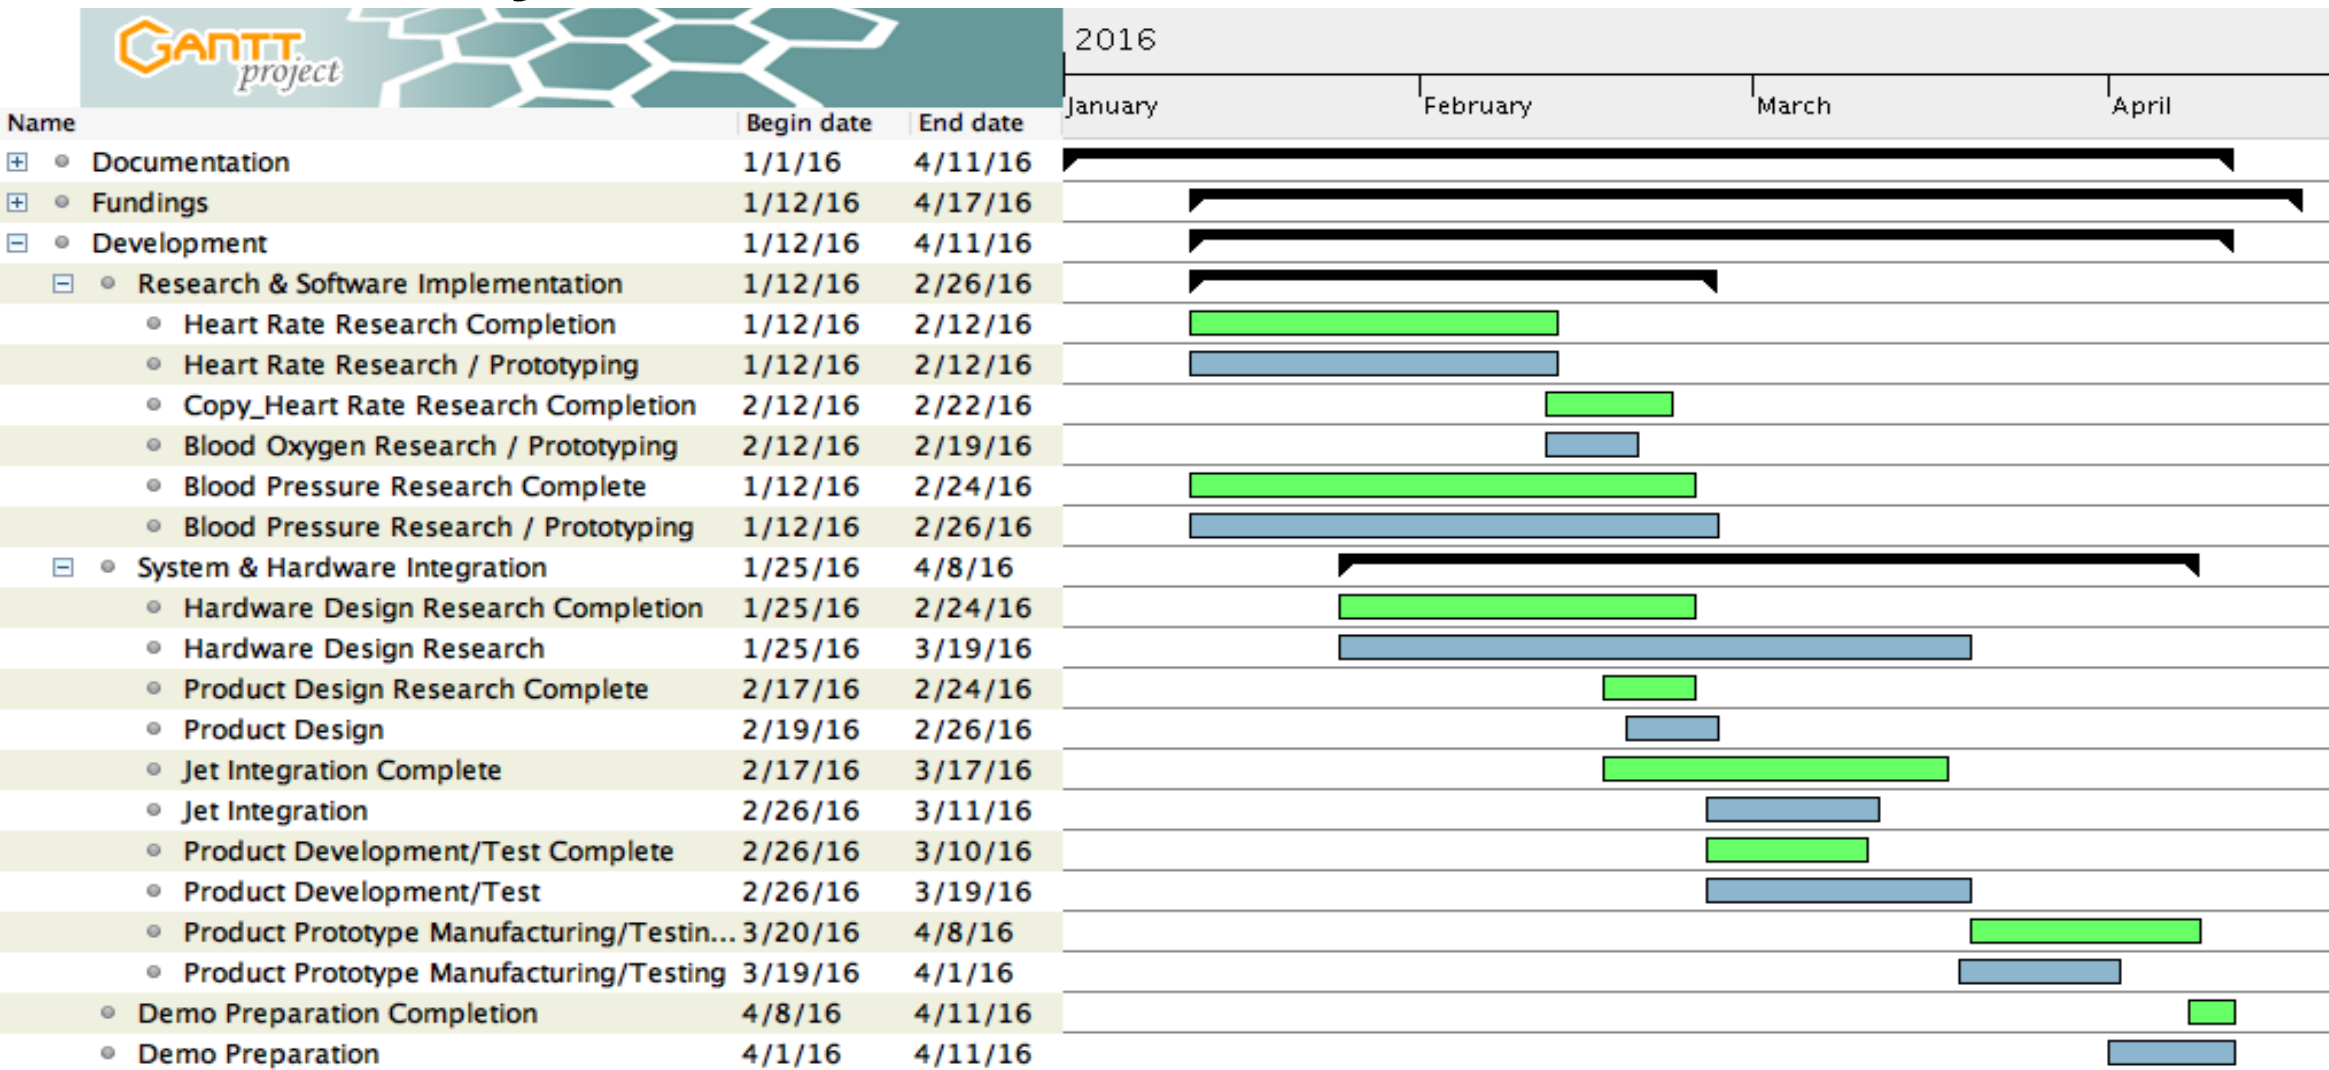 GANTT
project
2016
January February March April
Name Begin date End date
Documentation 1/1/16 4/11/16
Fundings 1/12/16 4/17/16
Development 1/12/16 4/11/16
Research & Software Implementation 1/12/16 2/26/16
Heart Rate Research Completion 1/12/16 2/12/16
Heart Rate Research / Prototyping 1/12/16 2/12/16
Copy_Heart Rate Research Completion 2/12/16 2/22/16
Blood Oxygen Research / Prototyping 2/12/16 2/19/16
Blood Pressure Research Complete 1/12/16 2/24/16
Blood Pressure Research / Prototyping 1/12/16 2/26/16
System & Hardware Integration 1/25/16 4/8/16
Hardware Design Research Completion 1/25/16 2/24/16
Hardware Design Research 1/25/16 3/19/16
Product Design Research Complete 2/17/16 2/24/16
Product Design 2/19/16 2/26/16
Jet Integration Complete 2/17/16 3/17/16
Jet Integration 2/26/16 3/11/16
Product Development/Test Complete 2/26/16 3/10/16
Product Development/Test 2/26/16 3/19/16
Product Prototype Manufacturing/Testin... 3/20/16 4/8/16
Product Prototype Manufacturing/Testing 3/19/16 4/1/16
Demo Preparation Completion 4/8/16 4/11/16
Demo Preparation 4/1/16 4/11/16